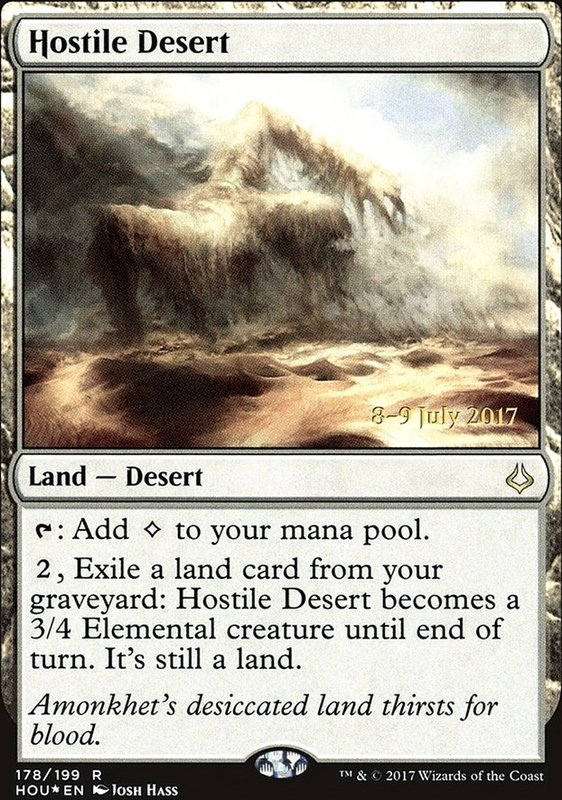 Hostile Desert
8-9 July 2017
Land — Desert
: Add to your mana pool.
2, Exile a land card from your
graveyard: Hostile Desert becomes a
3/4 Elemental creature until end of
turn. It's still a land.
Amonkhet's desiccated land thirsts for
blood.
178/199 R
HOU★EN Josh Hass
™ & © 2017 Wizards of the Coast